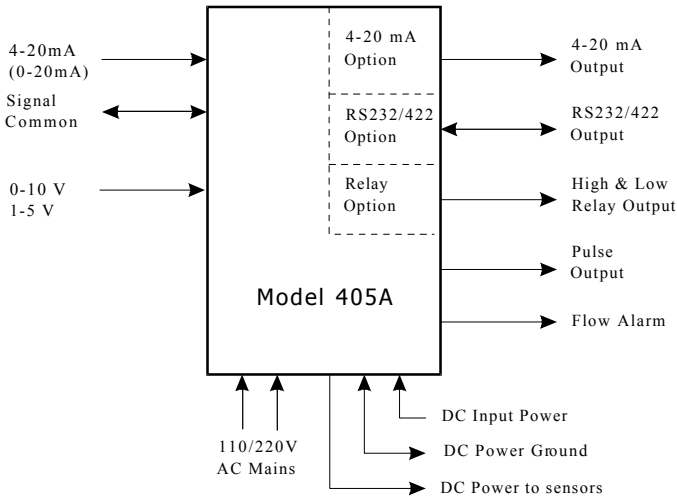 4-20mA
(0-20mA)
Signal
Common
0-10 V
1-5 V
4-20 mA
Option
RS232/422
Option
Relay
Option
Model 405A
4-20 mA
Output
RS232/422
Output
High & Low
Relay Output
Pulse
Output
Flow Alarm
110/220V
AC Mains
DC Input Power
DC Power Ground
DC Power to sensors